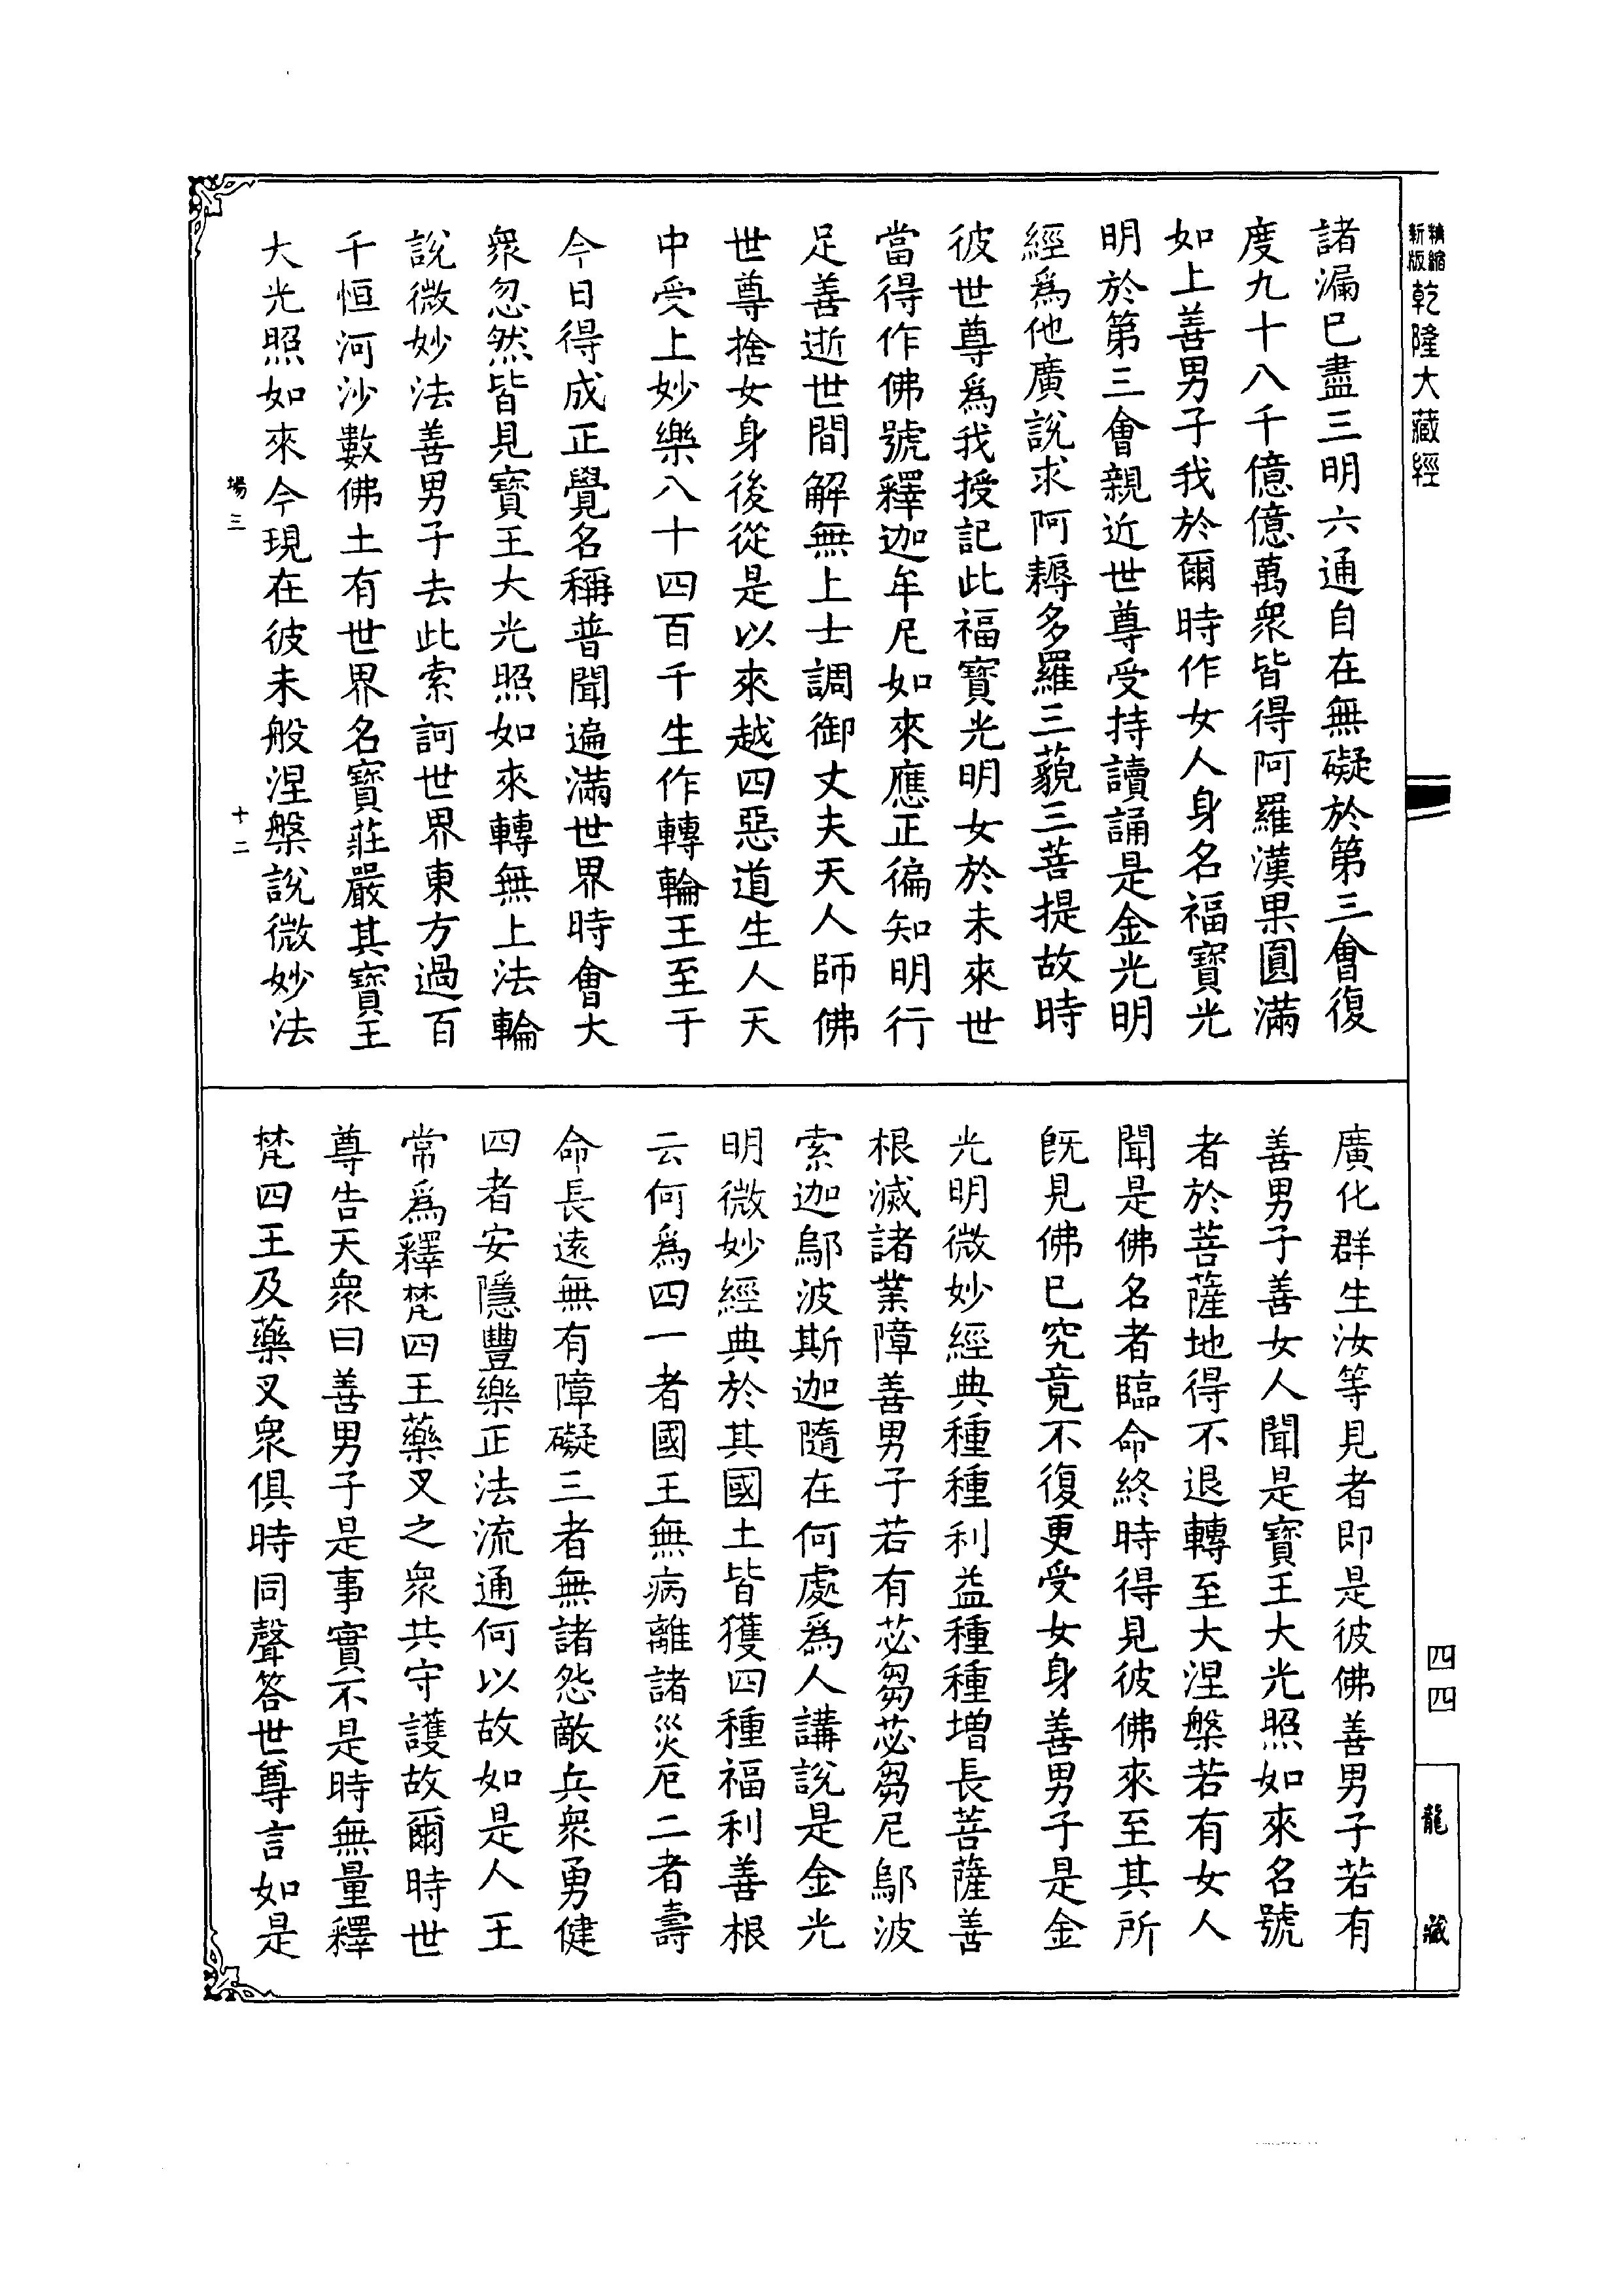 精縮新版乾隆大藏經
諸漏已盡三明六通自在無礙於第三會復
度九十八千億億萬衆皆得阿羅漢果圓滿
如上善男子我於爾時作女人身名福寶光
明於第三會親近世尊受持讀誦是金光明
經爲他廣說求阿耨多羅三藐三菩提故時
彼世尊爲我授記此福寶光明女於未來世
當得作佛號釋迦牟尼如來應正徧知明行
足善逝世間解無上士調御丈夫天人師佛
世尊捨女身後從是以來越四惡道生人天
中受上妙樂八十四百千生作轉輪王至于
今日得成正覺名稱普聞遍滿世界時會大
衆忽然皆見寶王大光照如來轉無上法輪
說微妙法善男子去此索訶世界東方過百
千恒河沙數佛土有世界名寶莊嚴其寶王
大光照如來今現在彼未般涅槃說微妙法
場三 十二
廣化群生汝等見者即是彼佛善男子若有
善男子善女人聞是寶王大光照如來名號
者於菩薩地得不退轉至大涅槃若有女人
聞是佛名者臨命終時得見彼佛來至其所
旣見佛已究竟不復更受女身善男子是金
光明微妙經典種種利益種種增長菩薩善
根滅諸業障善男子若有苾芻苾芻尼鄔波
索迦鄔波斯迦隨在何處爲人講說是金光
明微妙經典於其國土皆獲四種福利善根
云何爲四一者國王無病離諸災厄二者壽
命長遠無有障礙三者無諸怨敵兵衆勇健
四者安隱豐樂正法流通何以故如是人王
常爲釋梵四王藥叉之衆共守護故爾時世
尊告天衆曰善男子是事實不是時無量釋
梵四王及藥叉衆俱時同聲答世尊言如是
四四
龍藏